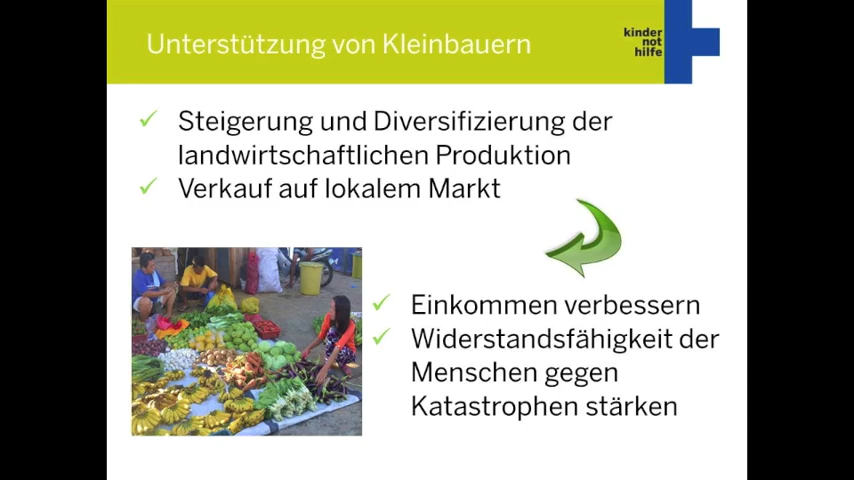 Unterstützung von Kleinbauern
kinder
not
hilfe
Steigerung und Diversifizierung der
landwirtschaftlichen Produktion
Verkauf auf lokalem Markt
Einkommen verbessern
Widerstandsfähigkeit der
Menschen gegen
Katastrophen stärken